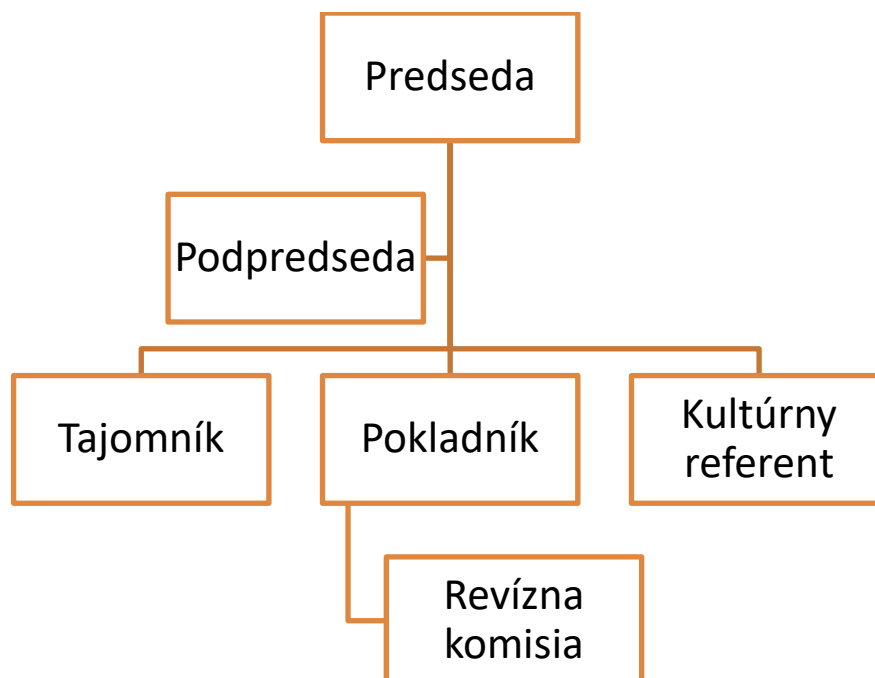 Predseda
Podpredseda
Tajomník
Pokladník
Kultúrny
referent
Revízna
komisia